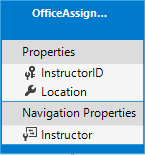 OfficeAssign...
Properties
InstructorID
Location
Navigation Properties
Instructor